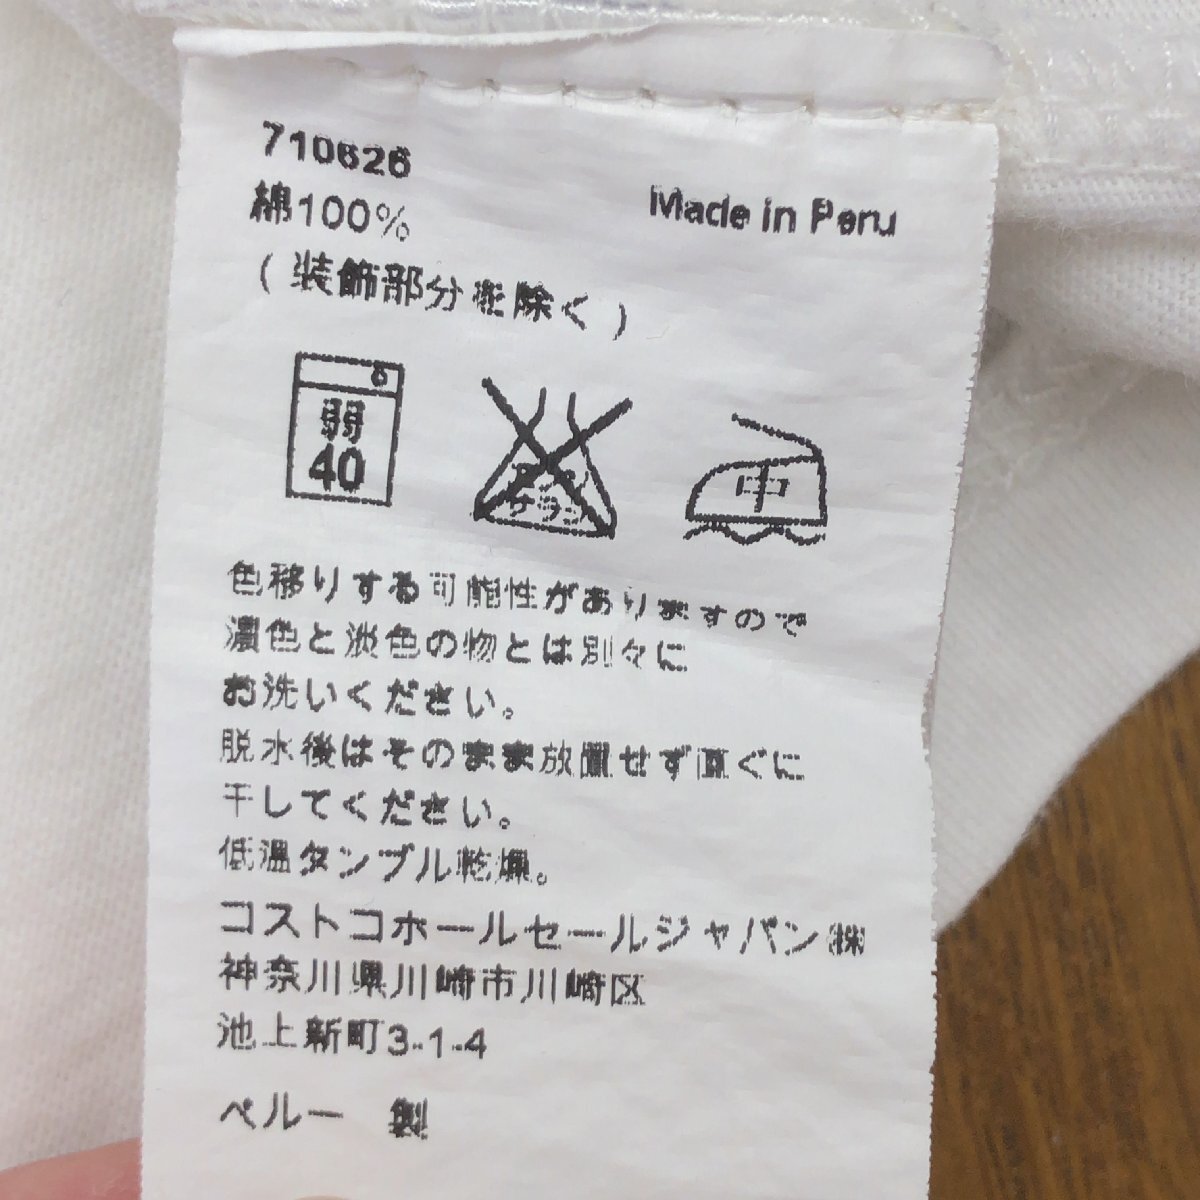 710626
綿100%
Made in Peru
( 装飾部分を除く )
弱
40
サラシ
中
色移りする可能性がありますので
濃色と淡色の物とは別々に
お洗いください。
脱水後はそのまま放置せず直ぐに
干してください。
低温タンブル乾燥。
コストコホールセールジャパン㈱
神奈川県川崎市川崎区
池上新町3-1-4
ペルー 製